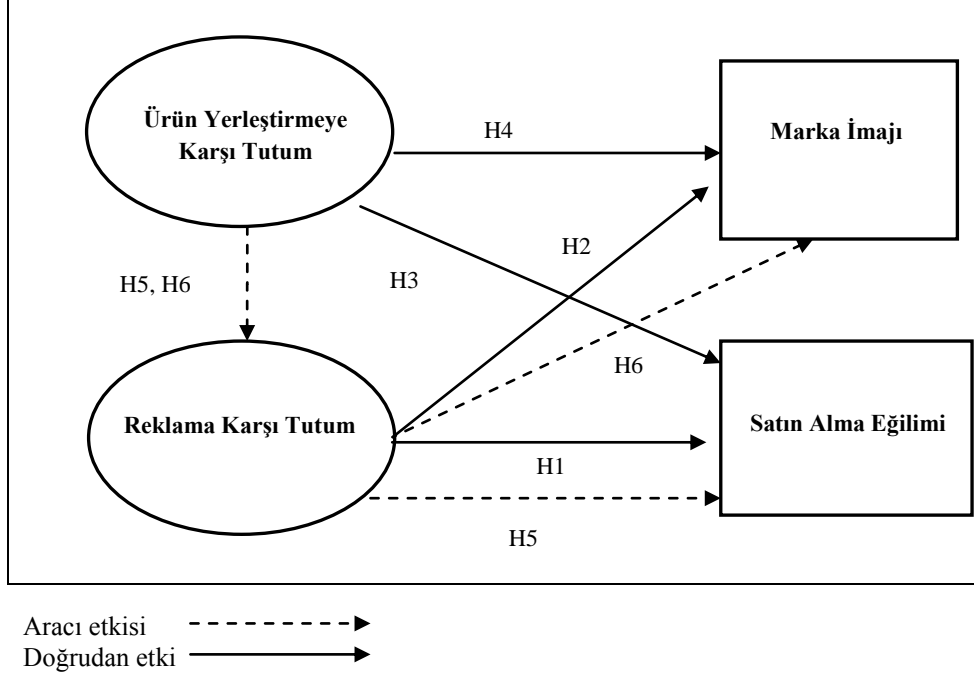 Ürün Yerleştirmeye
Karşı Tutum
H4
Marka İmajı
H2
H5, H6
H3
H6
Reklama Karşı Tutum
Satın Alma Eğilimi
H1
H5
Aracı etkisi
Doğrudan etki